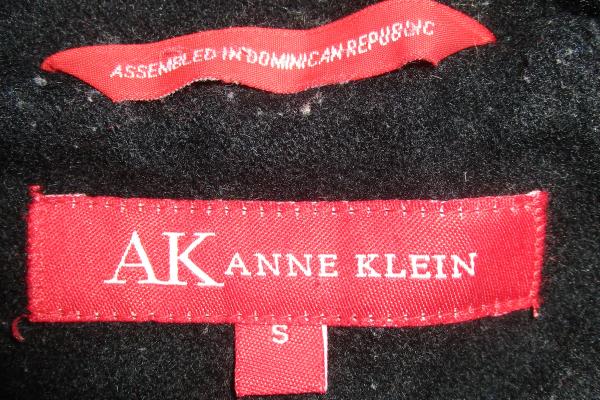 ASSEMBLED IN DOMINICAN REPUBLIC
AK ANNE KLEIN
S